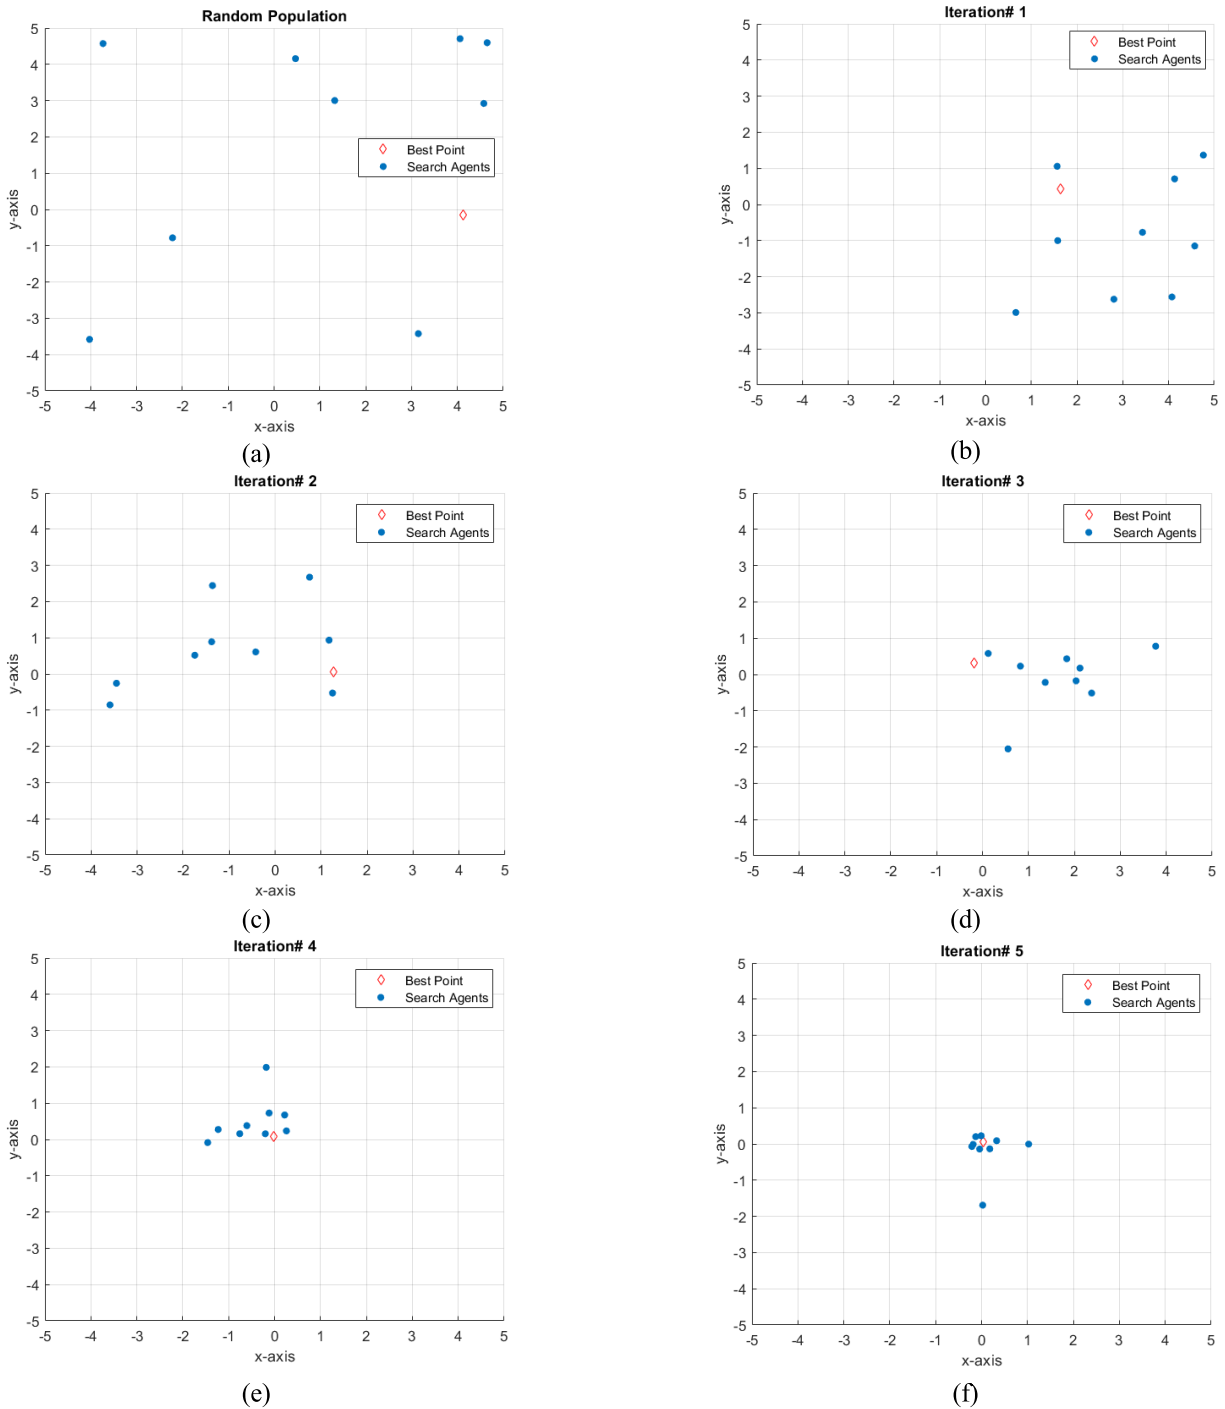 Random Population
5
4
3
2
1
0
-1
-2
-3
-4
-5
y-axis
Best Point
Search Agents
-5 -4 -3 -2 -1 0 1 2 3 4 5
x-axis
(a)
Iteration# 1
5
4
3
2
1
0
-1
-2
-3
-4
-5
y-axis
Best Point
Search Agents
-5 -4 -3 -2 -1 0 1 2 3 4 5
x-axis
(b)
Iteration# 2
5
4
3
2
1
0
-1
-2
-3
-4
-5
y-axis
Best Point
Search Agents
-5 -4 -3 -2 -1 0 1 2 3 4 5
x-axis
(c)
Iteration# 3
5
4
3
2
1
0
-1
-2
-3
-4
-5
y-axis
Best Point
Search Agents
-5 -4 -3 -2 -1 0 1 2 3 4 5
x-axis
(d)
Iteration# 4
5
4
3
2
1
0
-1
-2
-3
-4
-5
y-axis
Best Point
Search Agents
-5 -4 -3 -2 -1 0 1 2 3 4 5
x-axis
(e)
Iteration# 5
5
4
3
2
1
0
-1
-2
-3
-4
-5
y-axis
Best Point
Search Agents
-5 -4 -3 -2 -1 0 1 2 3 4 5
x-axis
(f)